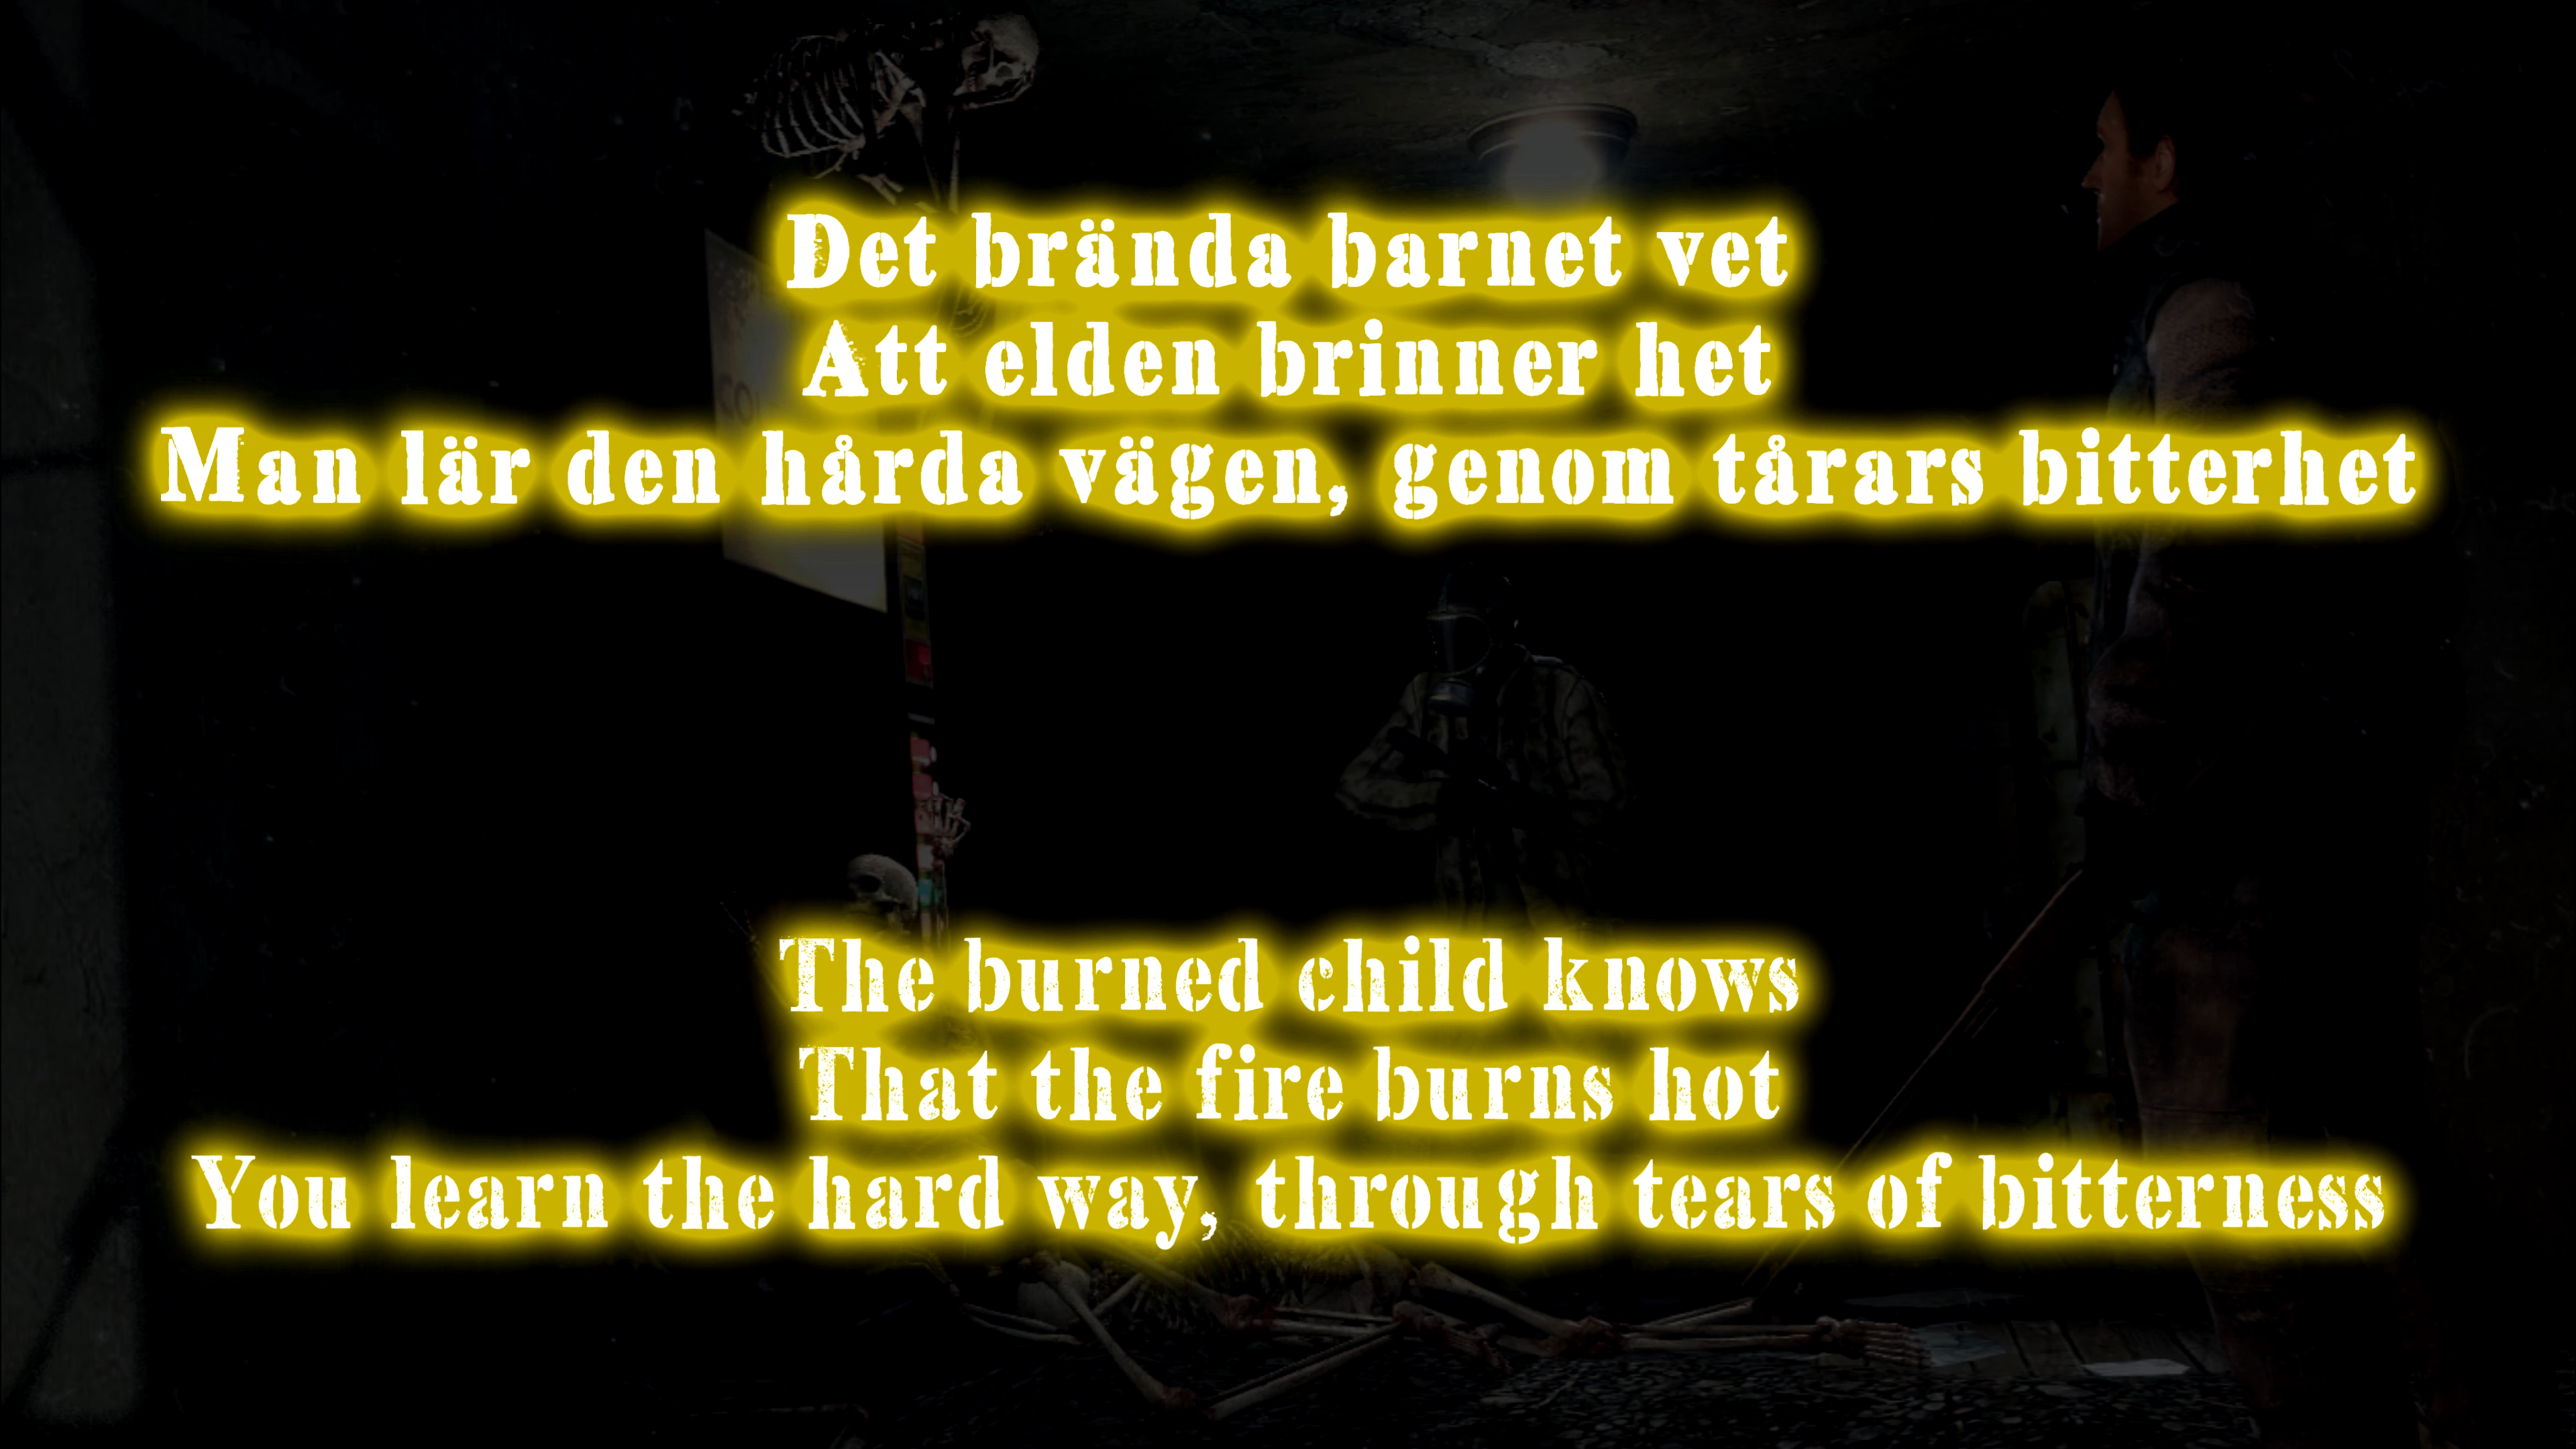 Det brända barnet vet
Att elden brinner het
Man lär den hårda vägen, genom tårars bitterhet
The burned child knows
That the fire burns hot
You learn the hard way, through tears of bitterness